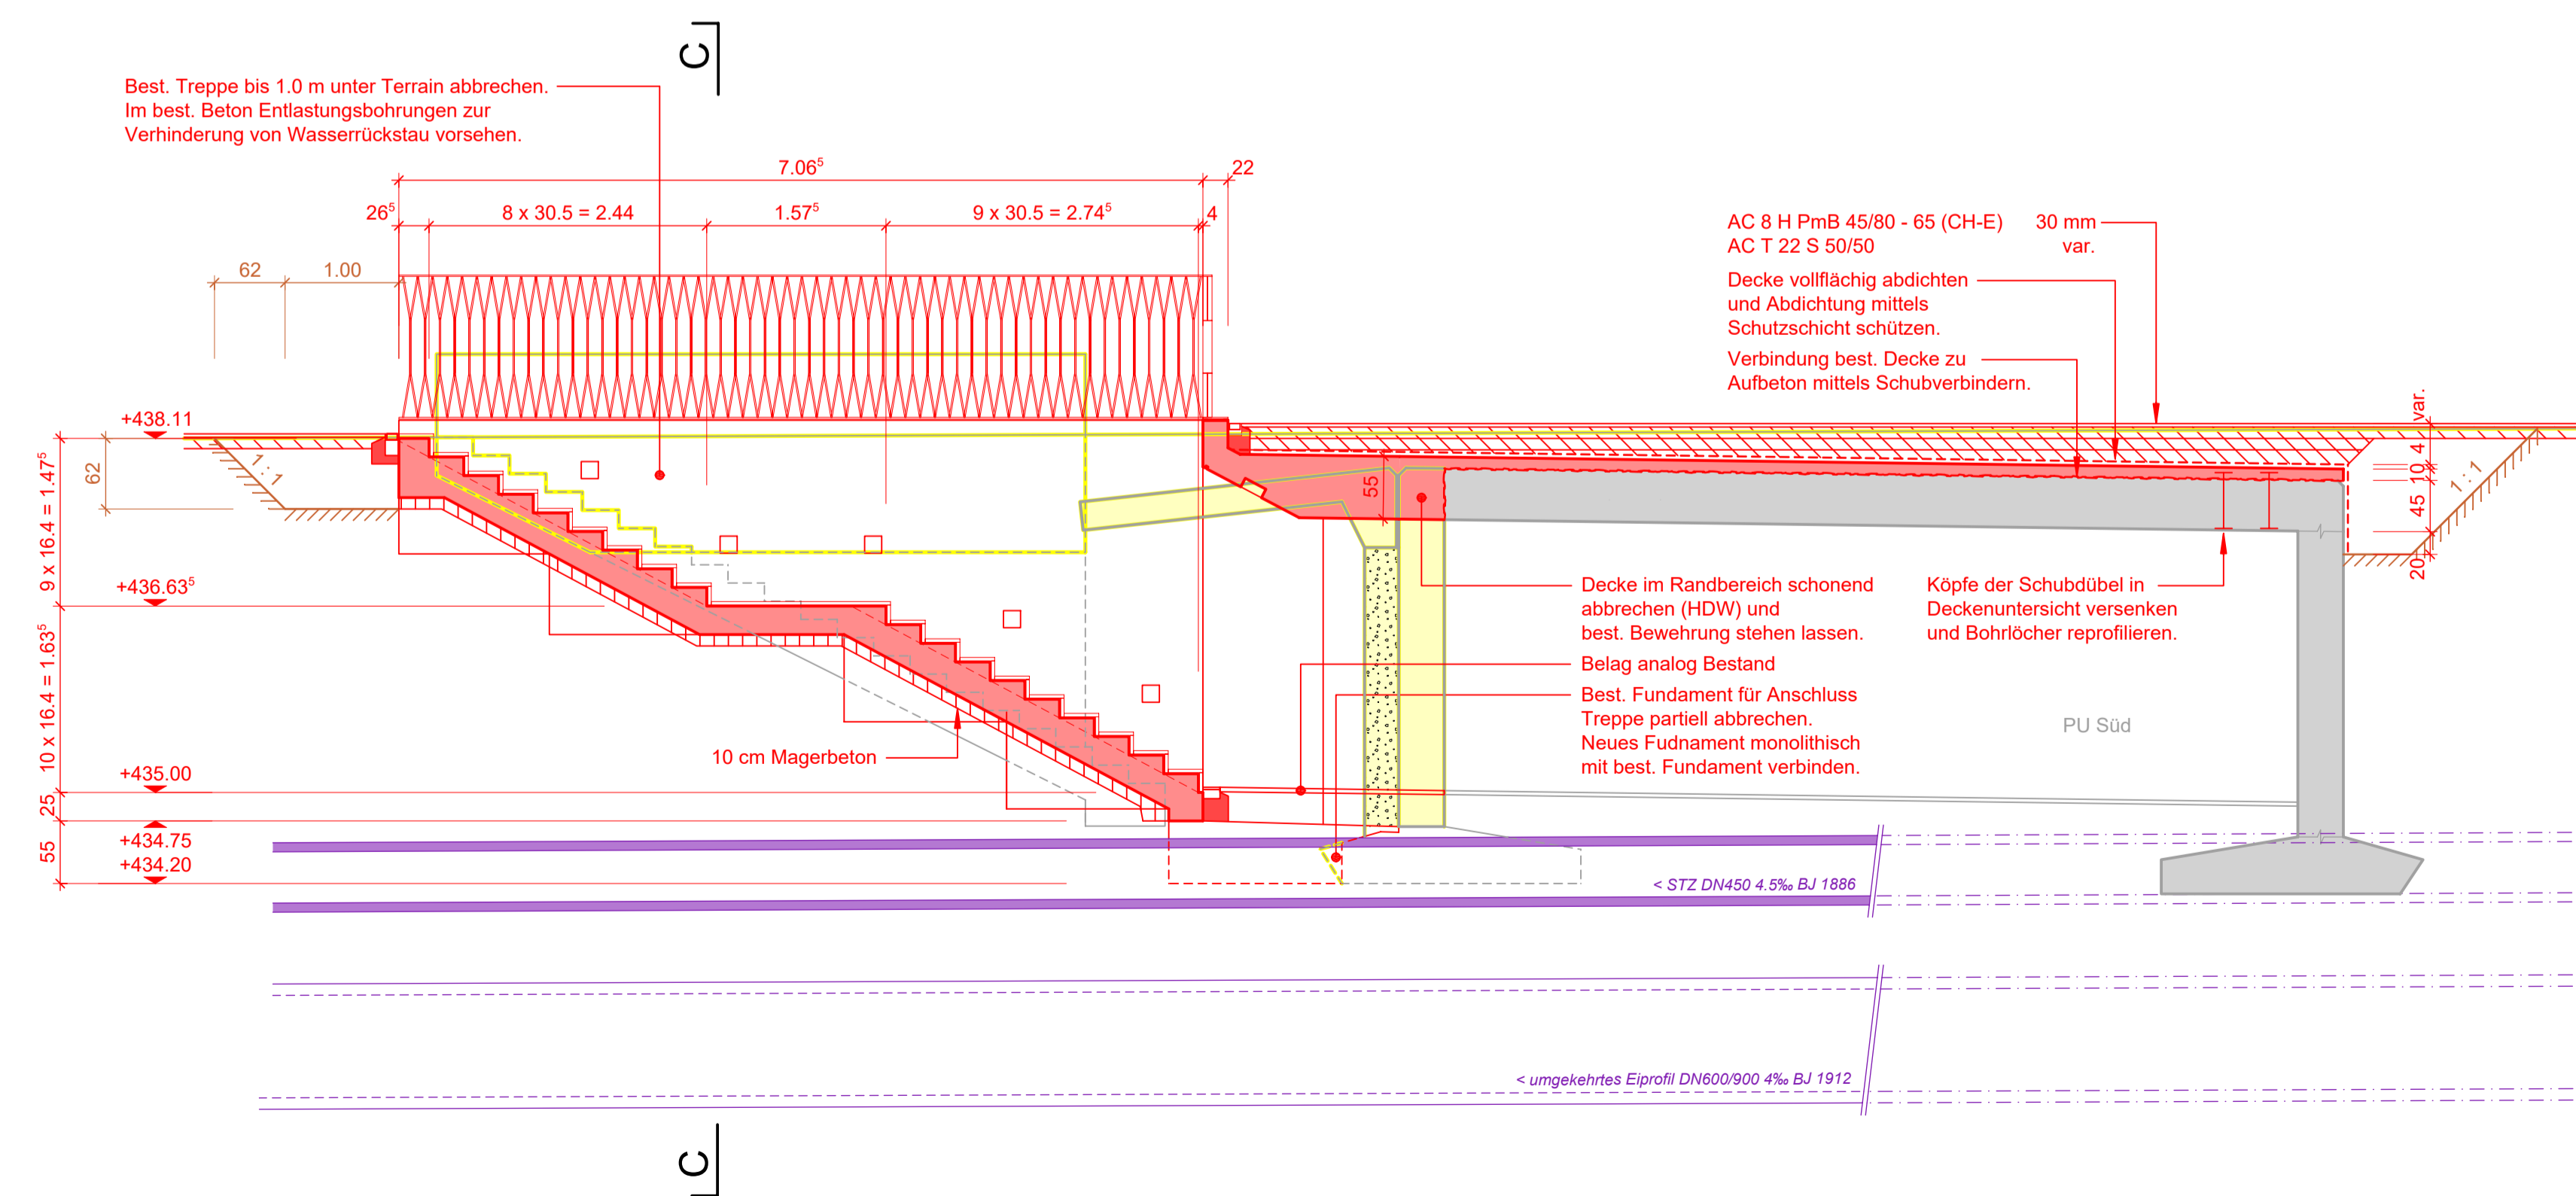 C
Best. Treppe bis 1.0 m unter Terrain abbrechen.
Im best. Beton Entlastungsbohrungen zur
Verhinderung von Wasserrückstau vorsehen.
7.06⁵
22
26⁵
8 x 30.5 = 2.44
1.57⁵
9 x 30.5 = 2.74⁵
4
62
1.00
AC 8 H PmB 45/80 - 65 (CH-E) 30 mm
AC T 22 S 50/50 var.
Decke vollflächig abdichten
und Abdichtung mittels
Schutzschicht schützen.
Verbindung best. Decke zu
Aufbeton mittels Schubverbindern.
+438.11
62
1:1
9 x 16.4 = 1.47⁵
+436.63⁵
10 x 16.4 = 1.63⁵
+435.00
25
+434.75
55
+434.20
10 cm Magerbeton
55
var.
4
10
45
20
1:1
Decke im Randbereich schonend
abbrechen (HDW) und
best. Bewehrung stehen lassen.
Belag analog Bestand
Best. Fundament für Anschluss
Treppe partiell abbrechen.
Neues Fudnament monolithisch
mit best. Fundament verbinden.
Köpfe der Schubdübel in
Deckenuntersicht versenken
und Bohrlöcher reprofilieren.
PU Süd
< STZ DN450 4.5‰ BJ 1886
< umgekehrtes Eiprofil DN600/900 4‰ BJ 1912
C